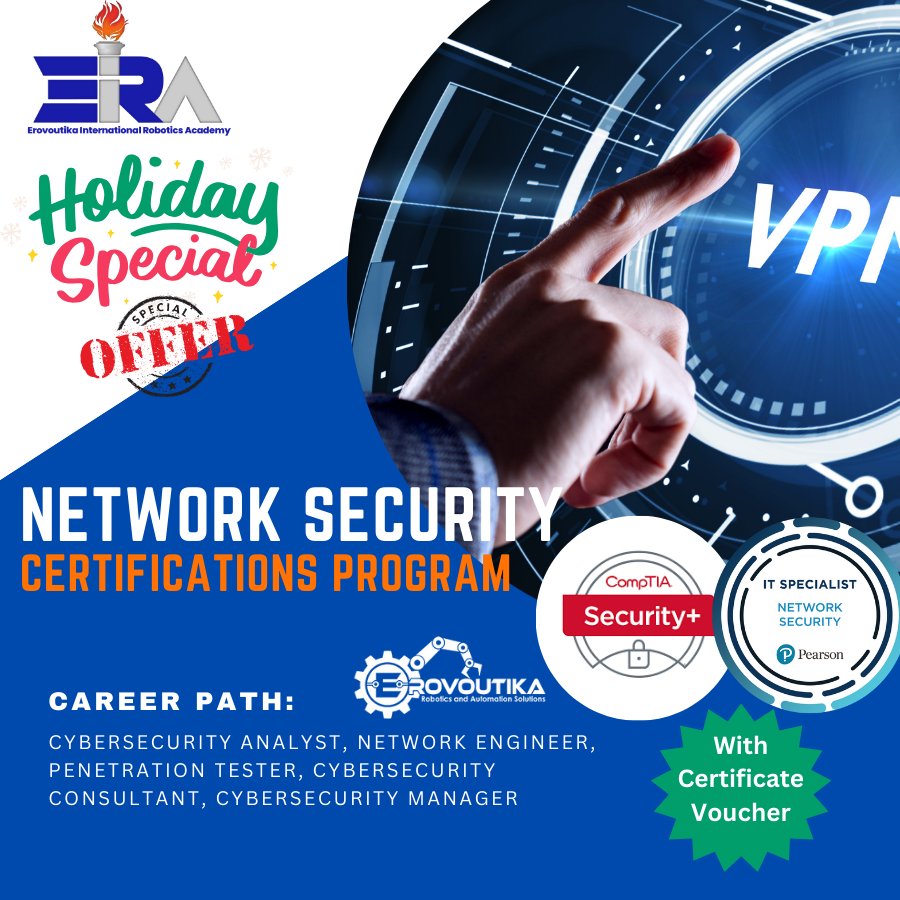 ERA
Erovoutika International Robotics Academy
Holiday
Special
SPECIAL
OFFER
VPN
NETWORK SECURITY
CERTIFICATIONS PROGRAM
CompTIA
Security+
IT SPECIALIST
NETWORK
SECURITY
Pearson
EROVOUTIKA
Robotics and Automation Solutions
CAREER PATH:
CYBERSECURITY ANALYST, NETWORK ENGINEER,
PENETRATION TESTER, CYBERSECURITY
CONSULTANT, CYBERSECURITY MANAGER
With
Certificate
Voucher